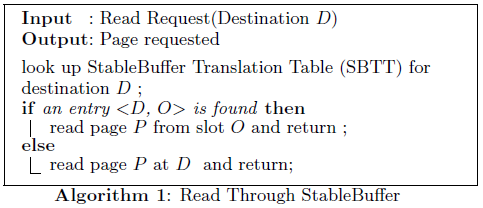 Input : Read Request(Destination D)
Output: Page requested
look up StableBuffer Translation Table (SBTT) for
destination D ;
if an entry <D, O> is found then
read page P from slot O and return ;
else
read page P at D and return;
Algorithm 1: Read Through StableBuffer